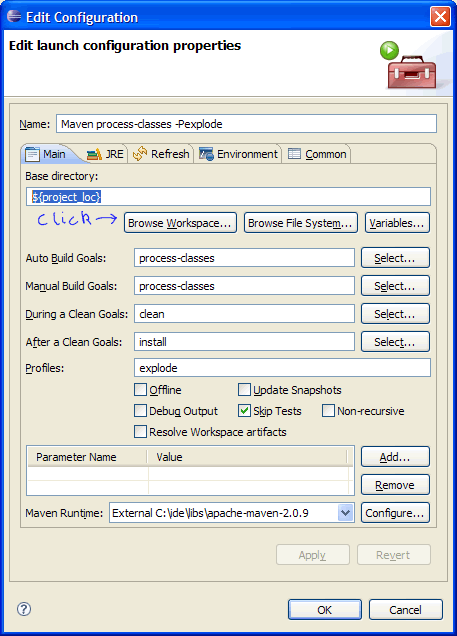 Edit Configuration
Edit launch configuration properties
Name: Maven process-classes -Pexplode
Main JRE Refresh Environment Common
Base directory:
${project_loc}
click → Browse Workspace... Browse File System... Variables...
Auto Build Goals: process-classes Select...
Manual Build Goals: process-classes Select...
During a Clean Goals: clean Select...
After a Clean Goals: install Select...
Profiles: explode
Offline Update Snapshots
Debug Output Skip Tests Non-recursive
Resolve Workspace artifacts
Parameter Name Value Add...
Remove
Maven Runtime: External C:\ide\libs\apache-maven-2.0.9 Configure...
Apply Revert
? OK Cancel